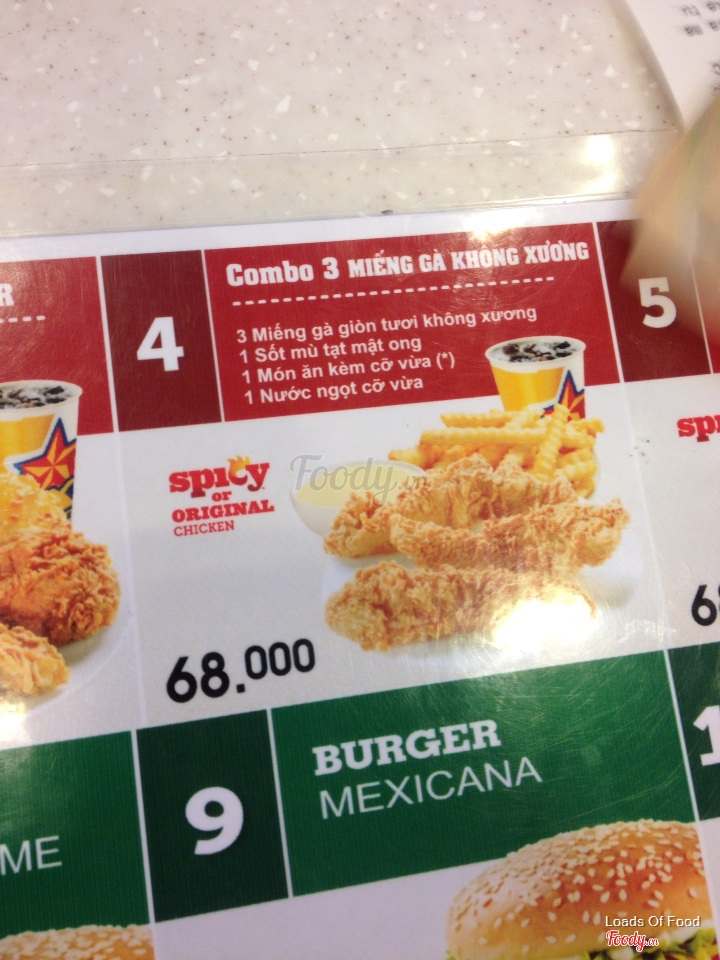 R
4
Combo 3 MIẾNG GÀ KHÔNG XƯƠNG
3 Miếng gà giòn tươi không xương
1 Sốt mù tạt mật ong
1 Món ăn kèm cỡ vừa (*)
1 Nước ngọt cỡ vừa
5
spicy
or
ORIGINAL
CHICKEN
Foody.vn
68.000
9
BURGER
MEXICANA
ME
Loads Of Food
Foody.vn